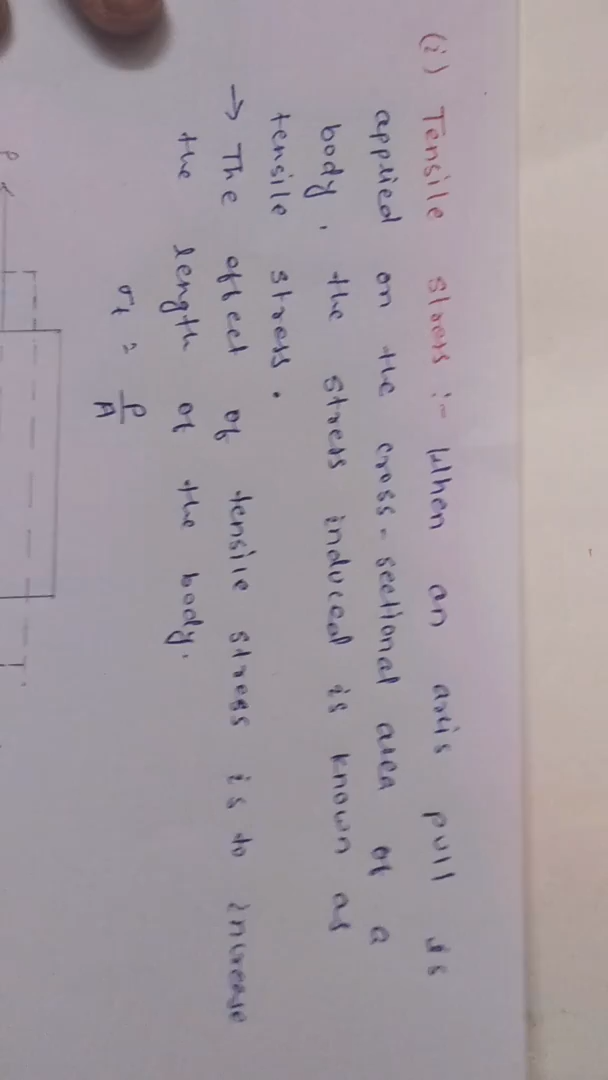 (i) Tensile stress :- When an axis pull is
applied on the cross-sectional area of a
body, the stress induced is known as
tensile stress.
→ The effect of tensile stress is to increase
the length of the body.
σt = P/A
P